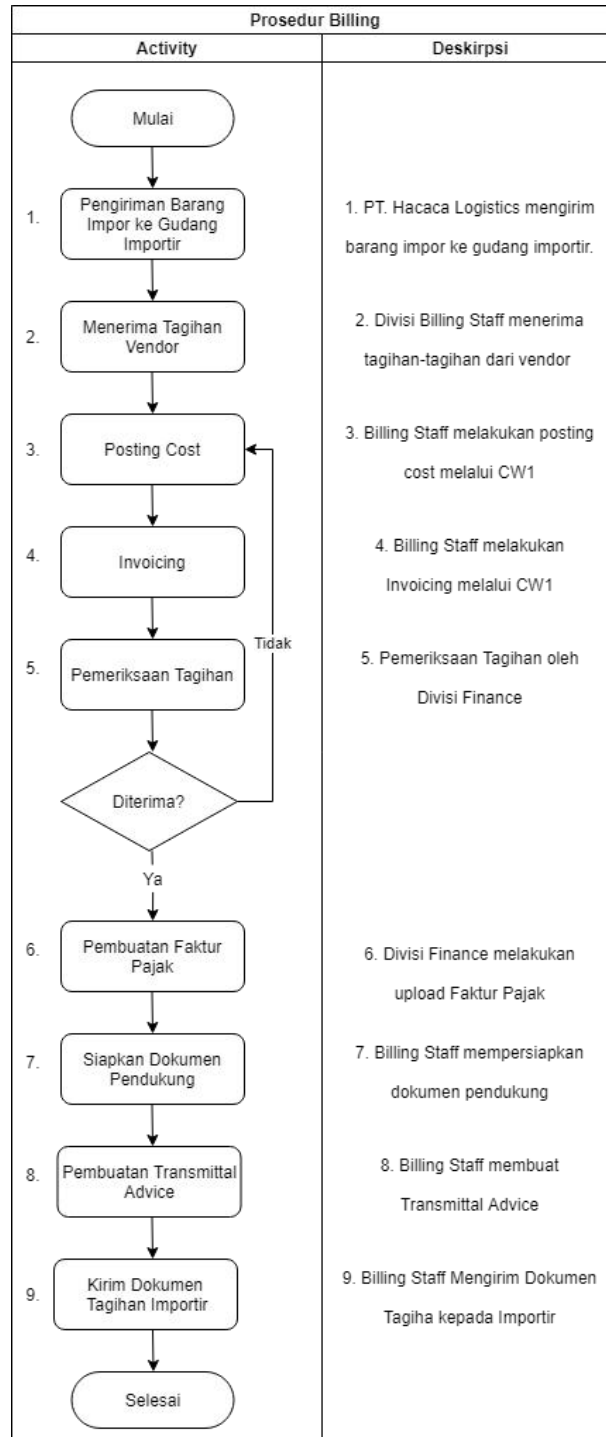 Prosedur Billing
Activity
Deskirpsi
Mulai
1.
Pengiriman Barang
Impor ke Gudang
Importir
1. PT. Hacaca Logistics mengirim
barang impor ke gudang importir.
2.
Menerima Tagihan
Vendor
2. Divisi Billing Staff menerima
tagihan-tagihan dari vendor
3.
Posting Cost
3. Billing Staff melakukan posting
cost melalui CW1
4.
Invoicing
4. Billing Staff melakukan
Invoicing melalui CW1
Tidak
5.
Pemeriksaan Tagihan
5. Pemeriksaan Tagihan oleh
Divisi Finance
Diterima?
Ya
6.
Pembuatan Faktur
Pajak
6. Divisi Finance melakukan
upload Faktur Pajak
7.
Siapkan Dokumen
Pendukung
7. Billing Staff mempersiapkan
dokumen pendukung
8.
Pembuatan Transmittal
Advice
8. Billing Staff membuat
Transmittal Advice
9.
Kirim Dokumen
Tagihan Importir
9. Billing Staff Mengirim Dokumen
Tagiha kepada Importir
Selesai